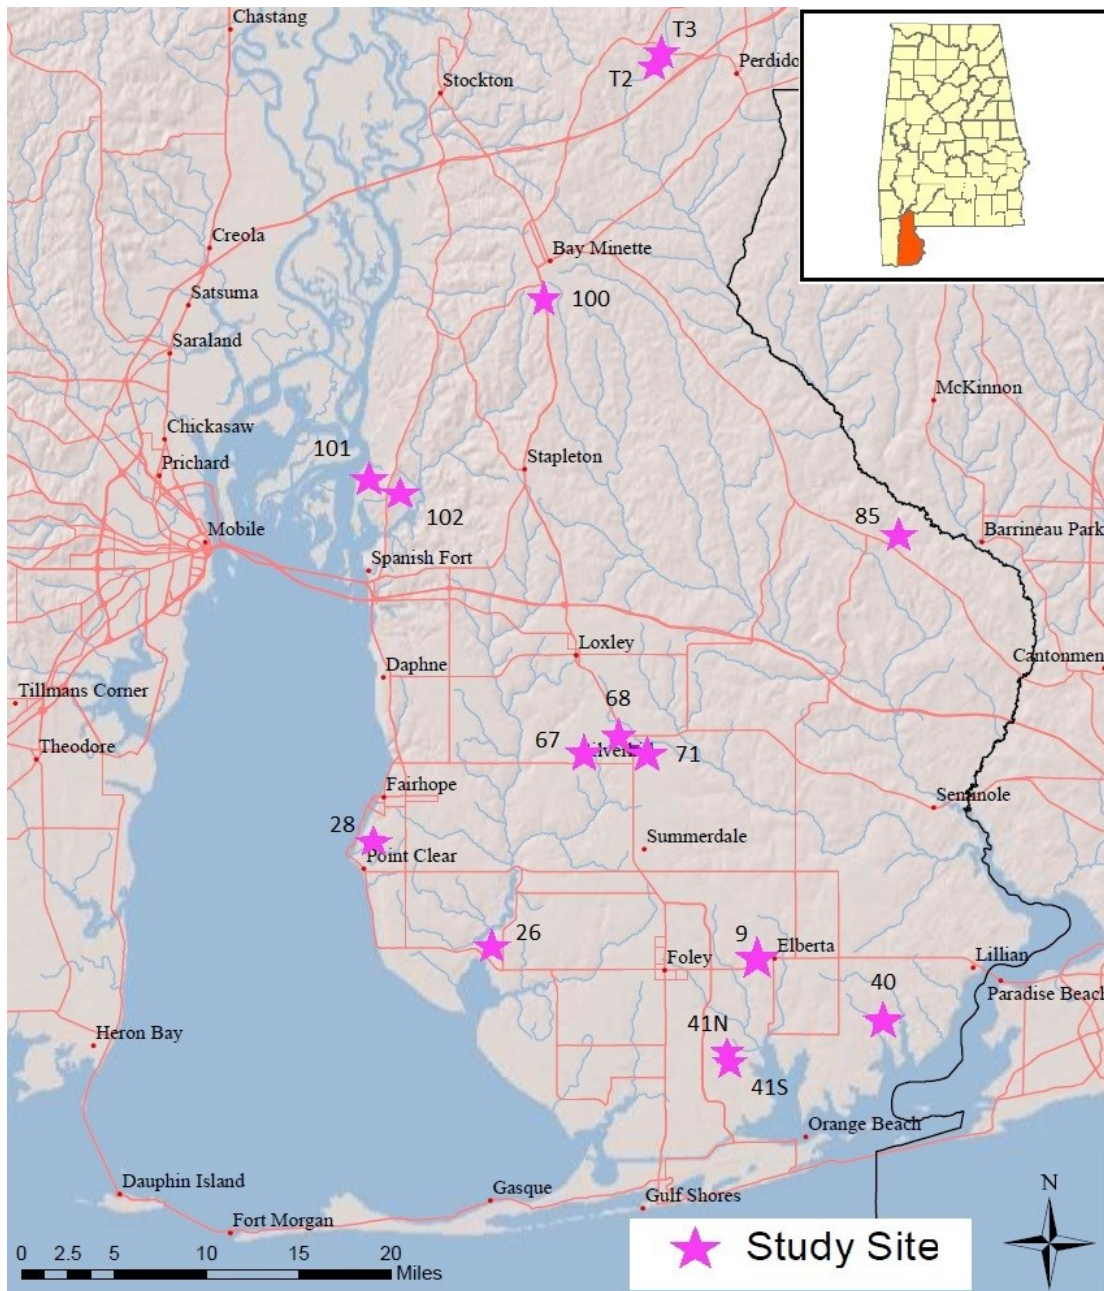 Chastang
T3
Perdido
T2
Stockton
Creola
Bay Minette
Satsuma
100
Saraland
McKinnon
Chickasaw
101
Prichard
Stapleton
102
85
Mobile
Barrineau Park
Spanish Fort
Loxley
Daphne
Cantonmen
Tillmans Corner
68
67
71
Theodore
Fairhope
Seminole
28
Summerdale
Point Clear
26
9
Elberta
Foley
Lillian
40
Paradise Beach
41N
Heron Bay
41S
Orange Beach
Dauphin Island
Gasque
N
Gulf Shores
Fort Morgan
Study Site
0 2.5 5 10 15 20
Miles